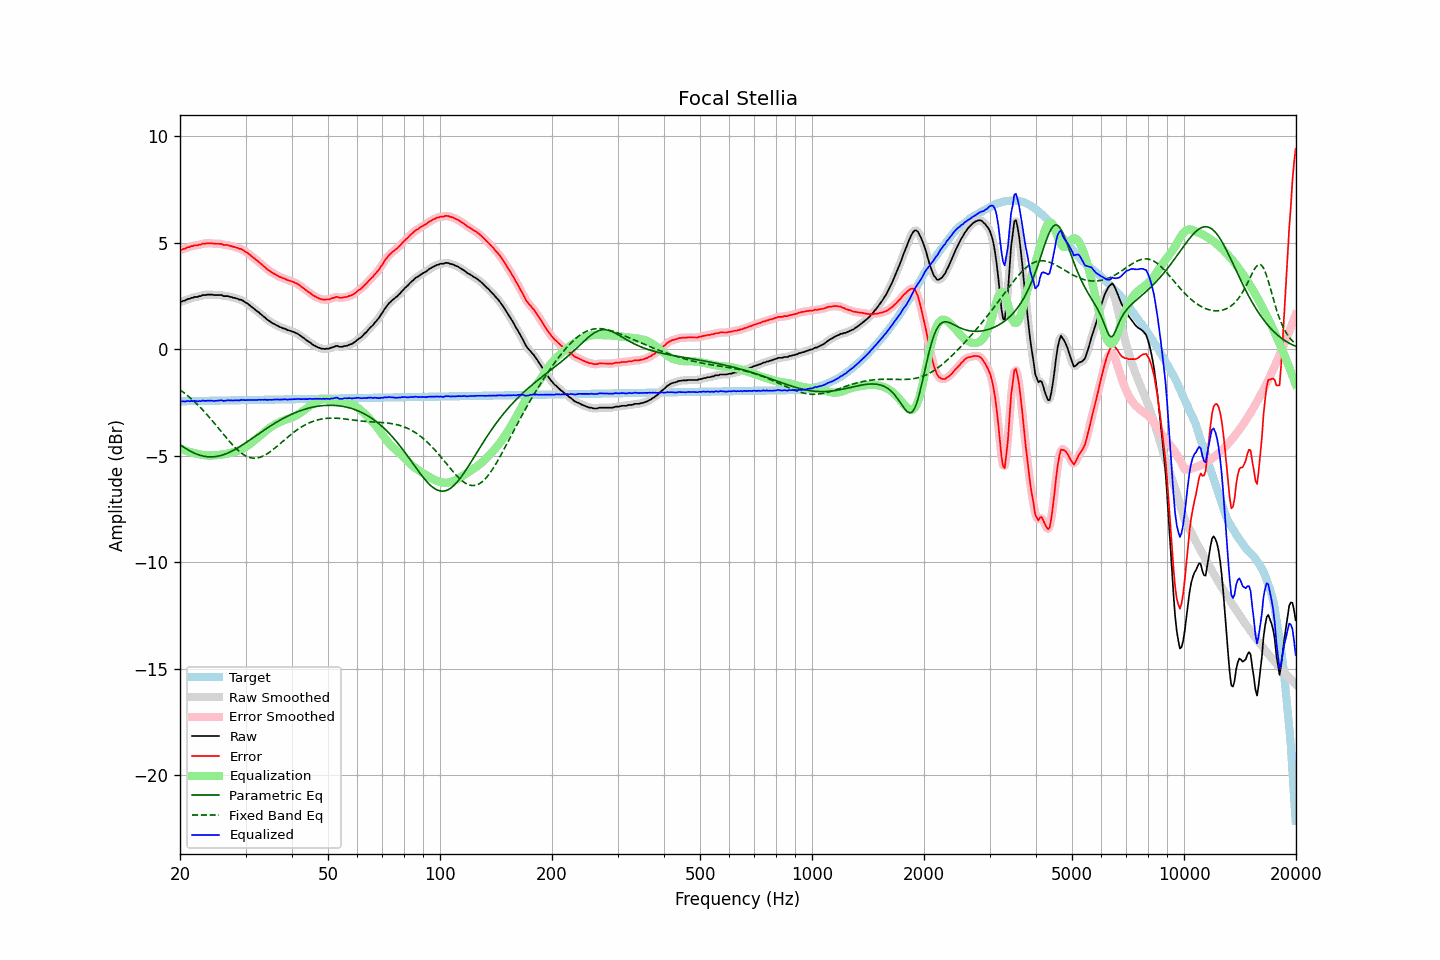 Focal Stellia
Amplitude (dBr)
10
5
0
−5
−10
−15
−20
Target
Raw Smoothed
Error Smoothed
Raw
Error
Equalization
Parametric Eq
Fixed Band Eq
Equalized
20 50 100 200 500 1000 2000 5000 10000 20000
Frequency (Hz)